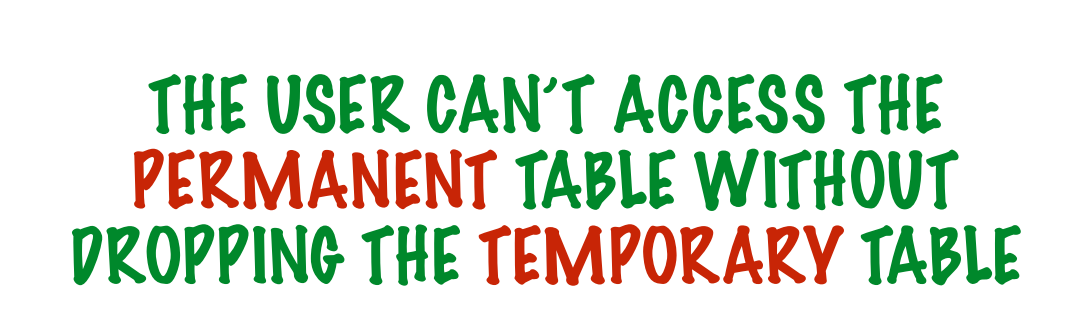 THE USER CAN’T ACCESS THE
PERMANENT TABLE WITHOUT
DROPPING THE TEMPORARY TABLE